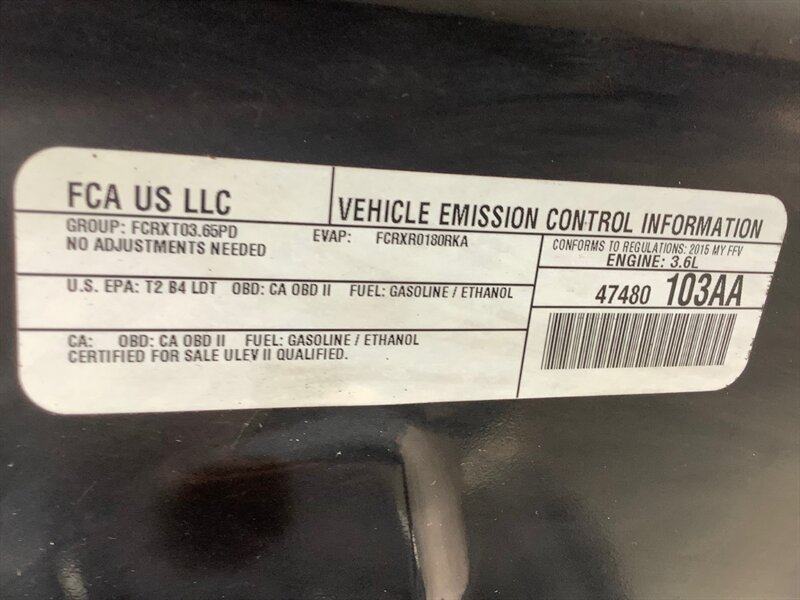 FCA US LLC
VEHICLE EMISSION CONTROL INFORMATION
GROUP: FCRXT03.65PD
EVAP: FCRXR0180RKA
NO ADJUSTMENTS NEEDED
CONFORMS TO REGULATIONS: 2015 MY FFV
ENGINE: 3.6L
U.S. EPA: T2 B4 LDT OBD: CA OBD II FUEL: GASOLINE / ETHANOL
47480 103AA
CA: OBD: CA OBD II FUEL: GASOLINE / ETHANOL
CERTIFIED FOR SALE ULEV II QUALIFIED.